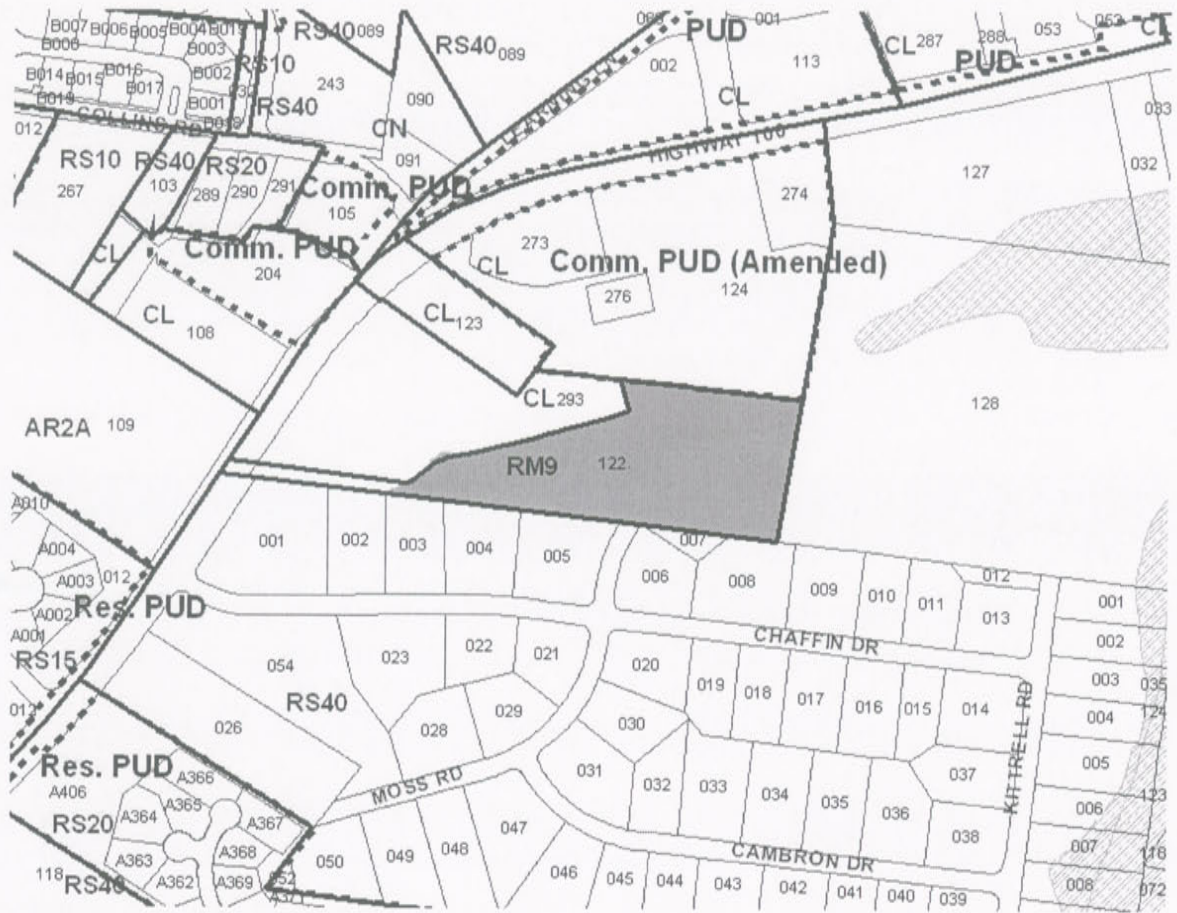 B007 B006 B005 B004 B019
B008 B003
B014 B015 B016 B017 B002
B001
B019 B018
COLLINS RD
012
RS10
RS40
RS40 089
RS40 089
243
090
CN
091
002
PUD
001
CL
113
CL 287
288
053
PUD
CL
HIGHWAY 100
033
032
127
RS10
267
RS40
103
RS20
289 290 291
Comm. PUD
105
Comm. PUD
204
CL
CL 108
273
274
CL
Comm. PUD (Amended)
276
124
CL 123
CL 293
128
AR2A 109
RM9 122
A010
A004
A003 012
A002
A001
Res. PUD
RS15
012
001 002 003 004 005
007
006 008 009 010 011 012
013
001
002
003 035
004 124
005
006 123
007 118
008 072
CHAFFIN DR
KITTRELL RD
054
023 022 021
020
019 018 017 016 015 014
RS40
026
028 029
030
031
032 033 034 035 036 037
038
MOSS RD
CAMBRON DR
Res. PUD
A406
A366
A365
A364
A367
RS20
A363
A368
A362 A369
052
A371
118 RS40
050 049 048 047
046 045 044 043 042 041 040 039